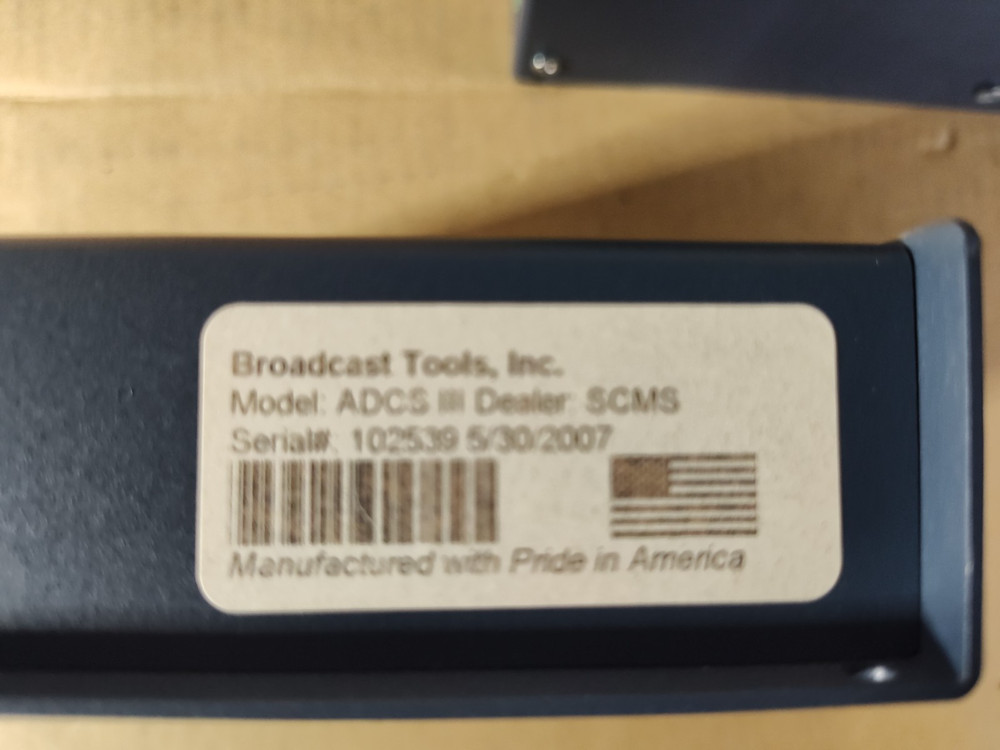 Broadcast Tools, Inc.
Model: ADCS III Dealer: SCMS
Serial#: 102539 5/30/2007
Manufactured with Pride in America